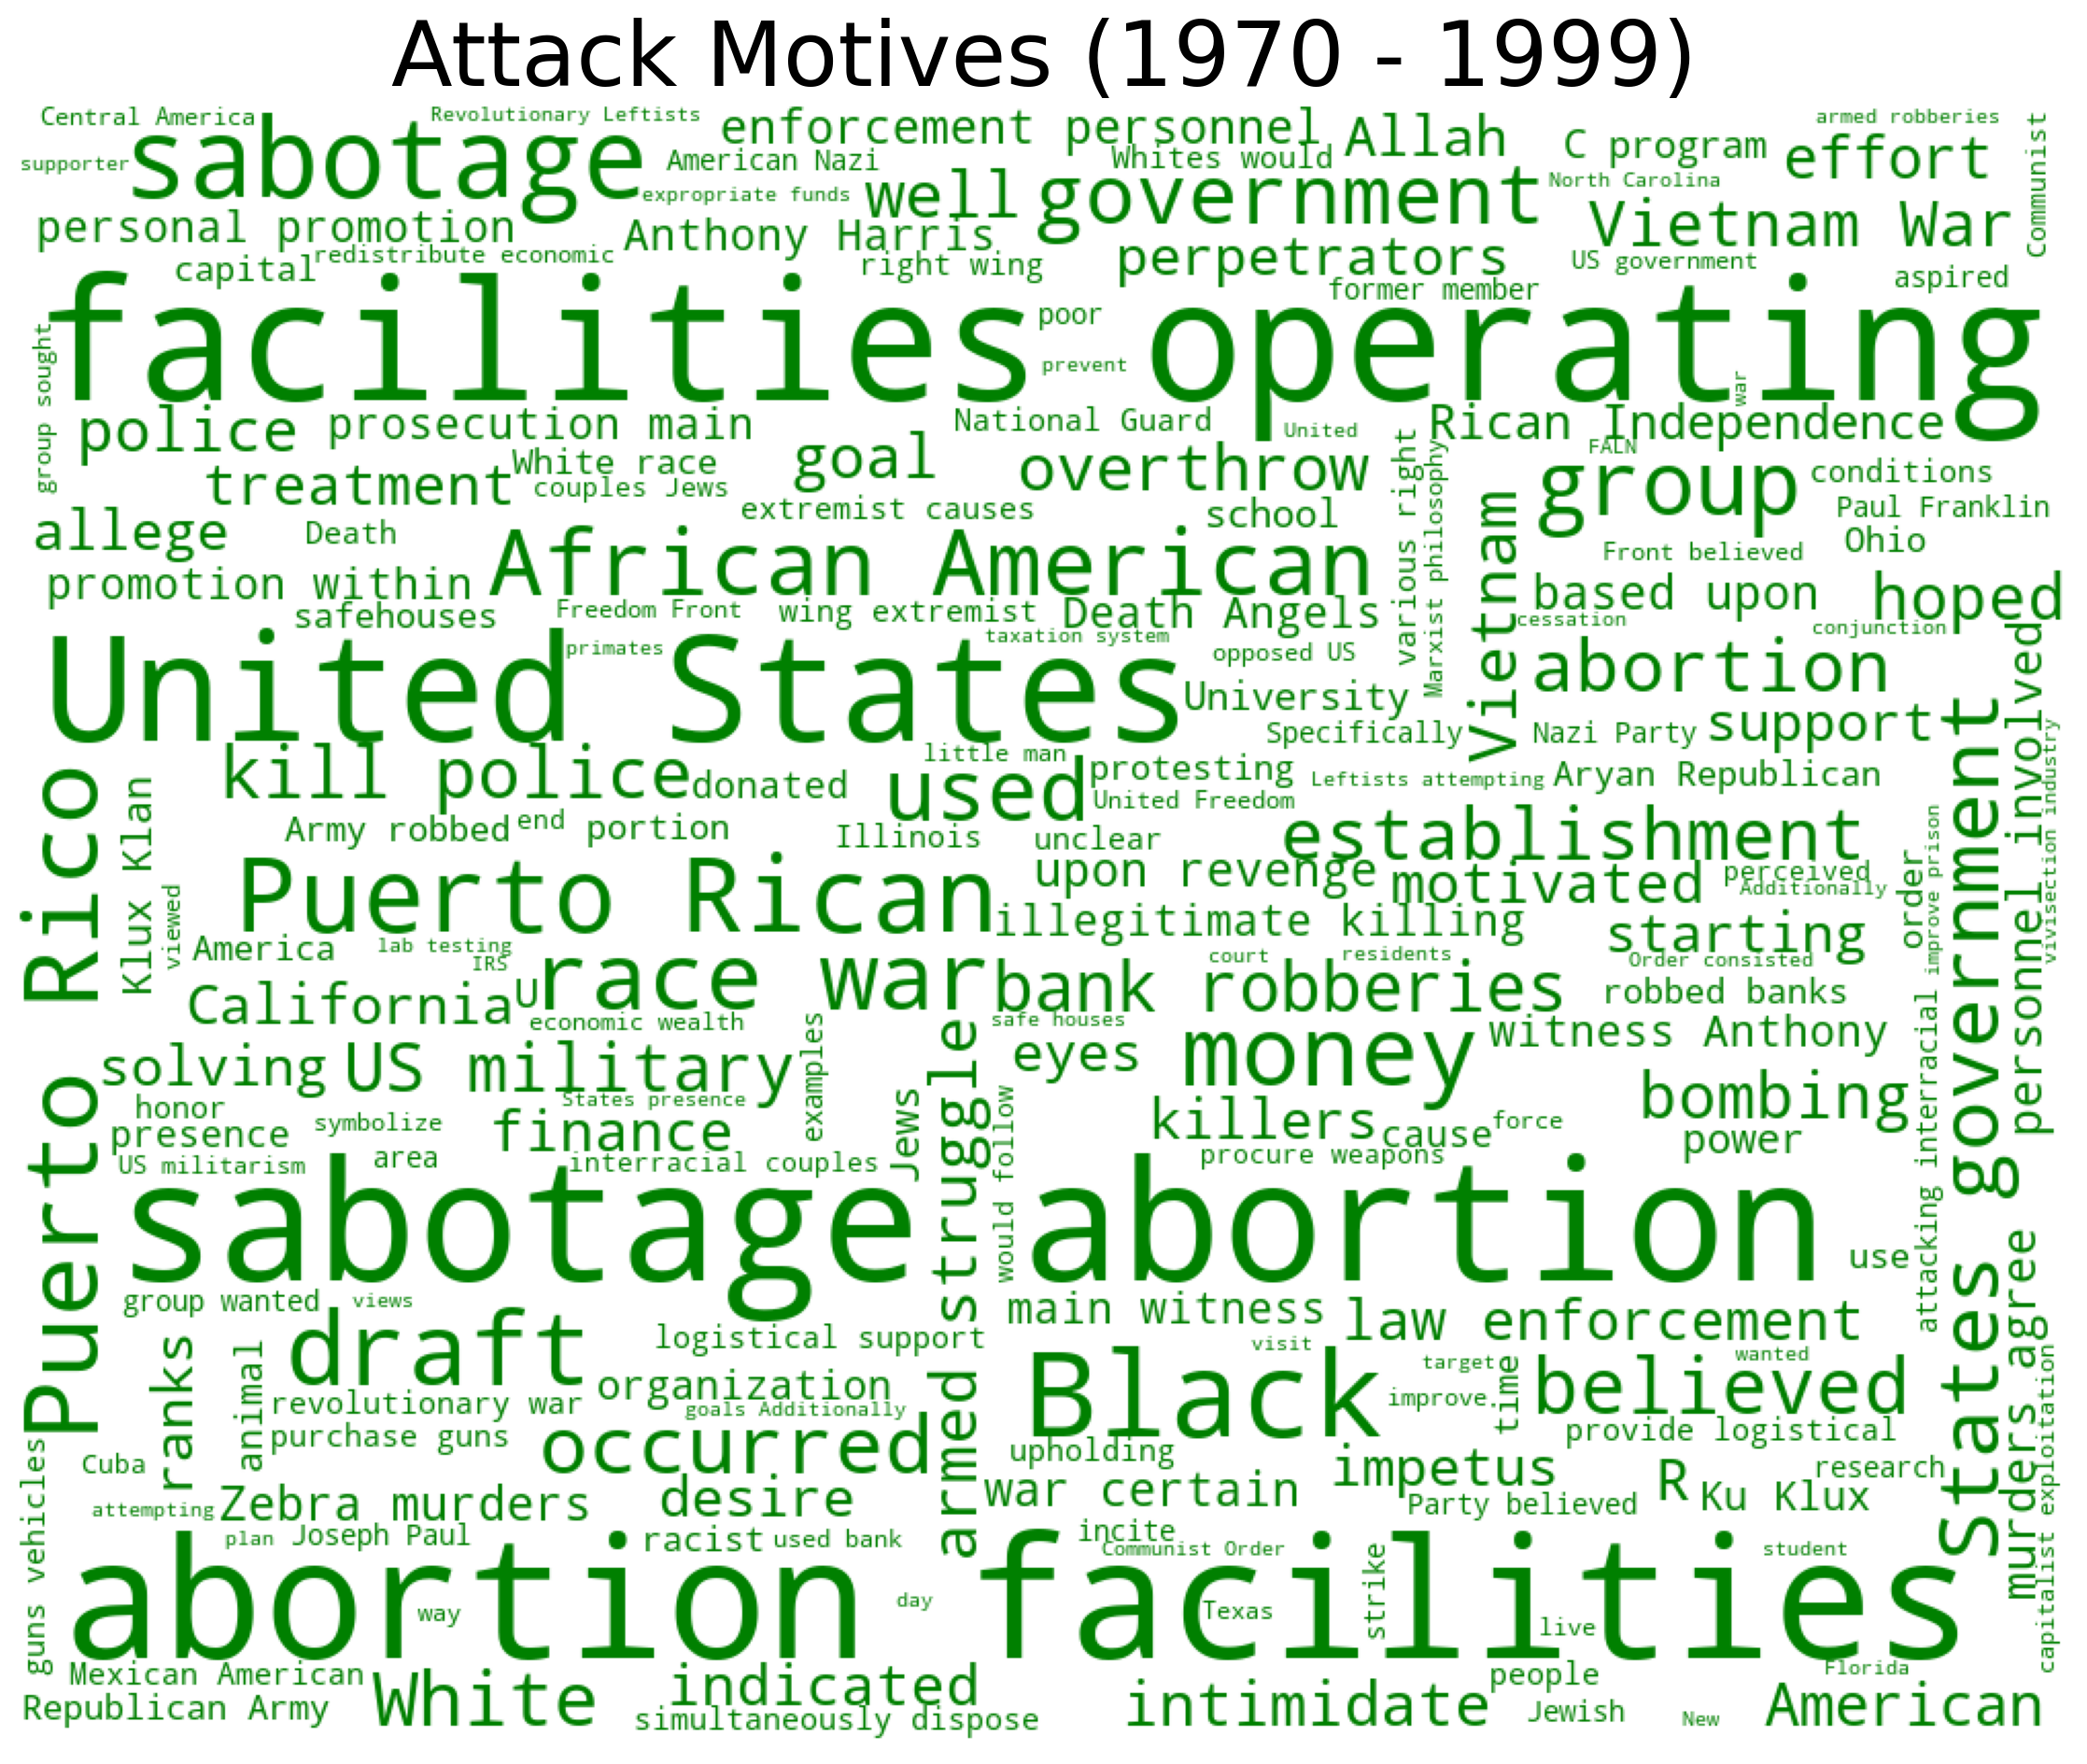 Attack Motives (1970 - 1999)
Central America
Revolutionary Leftists
enforcement personnel
Allah
C program
armed robberies
effort
Communist
supporter
sabotage
American Nazi
Whites would
expropriate funds
well
government
North Carolina
personal promotion
Anthony Harris
Vietnam War
capital
redistribute economic
right wing
perpetrators
US government
former member
aspired
facilities operating
poor
prevent
war
group sought
police
prosecution main
National Guard
United
Rican Independence
FALN
treatment
White race
couples Jews
goal
overthrow
various right
Marxist philosophy
group
conditions
allege
Death
extremist causes
school
Vietnam
Paul Franklin
African American
Front believed
Ohio
promotion within
based upon
hoped
safehouses
Freedom Front
wing extremist
Death Angels
cessation
conjunction
United States
primates
taxation system
opposed US
abortion
personnel involved
University
Specifically
Nazi Party
support
States government
vivisection industry
kill police
donated
little man
used
protesting
Leftists attempting
Aryan Republican
United Freedom
Puerto Rico
Klux Klan
Army robbed
end
portion
Illinois
unclear
establishment
improve prison
Puerto Rican
upon revenge
motivated
perceived
Additionally
order
viewed
illegitimate killing
starting
America
lab testing
IRS
race war
court
residents
Order consisted
California
U
bank robberies
robbed banks
economic wealth
safe houses
examples
armed struggle
money
witness Anthony
attacking interracial
solving
US military
eyes
bombing
honor
States presence
Jews
would follow
presence
symbolize
finance
killers
cause
force
power
US militarism
area
interracial couples
procure weapons
sabotage
abortion
use
group wanted
views
main witness
law enforcement
murders agree
ranks
animal
draft
logistical support
visit
Black
target
time
wanted
capitalist exploitation
revolutionary war
organization
improve
believed
goals Additionally
purchase guns
occurred
upholding
provide logistical
guns vehicles
Cuba
impetus
R
research
attempting
Zebra murders
desire
war certain
Party believed
Ku Klux
plan
Joseph Paul
racist
used bank
incite
Communist Order
strike
student
abortion facilities
way
day
Texas
live
Mexican American
White
indicated
people
Florida
Republican Army
simultaneously dispose
intimidate
Jewish
New
American